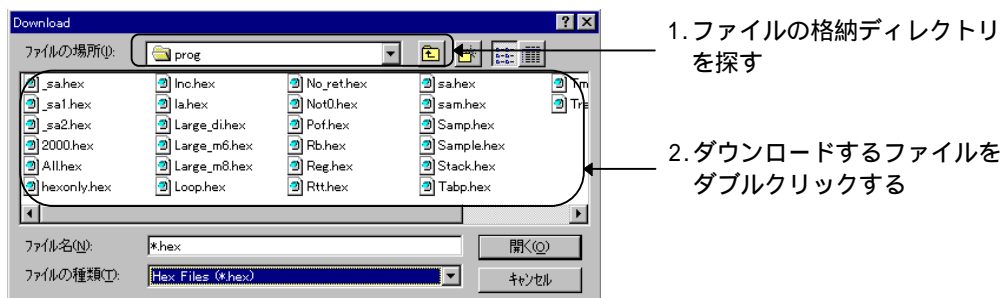 Download
ファイルの場所(I):
prog
_sa.hex
Inc.hex
No_ret.hex
sa.hex
_sa1.hex
Ia.hex
Not0.hex
sam.hex
_sa2.hex
Large_di.hex
Pof.hex
Samp.hex
2000.hex
Large_m6.hex
Rb.hex
Sample.hex
All.hex
Large_m8.hex
Reg.hex
Stack.hex
hexonly.hex
Loop.hex
Rtt.hex
Tabp.hex
ファイル名(N):
*.hex
開く(O)
ファイルの種類(T):
Hex Files (*.hex)
キャンセル
1.ファイルの格納ディレクトリ
を探す
2.ダウンロードするファイルを
ダブルクリックする